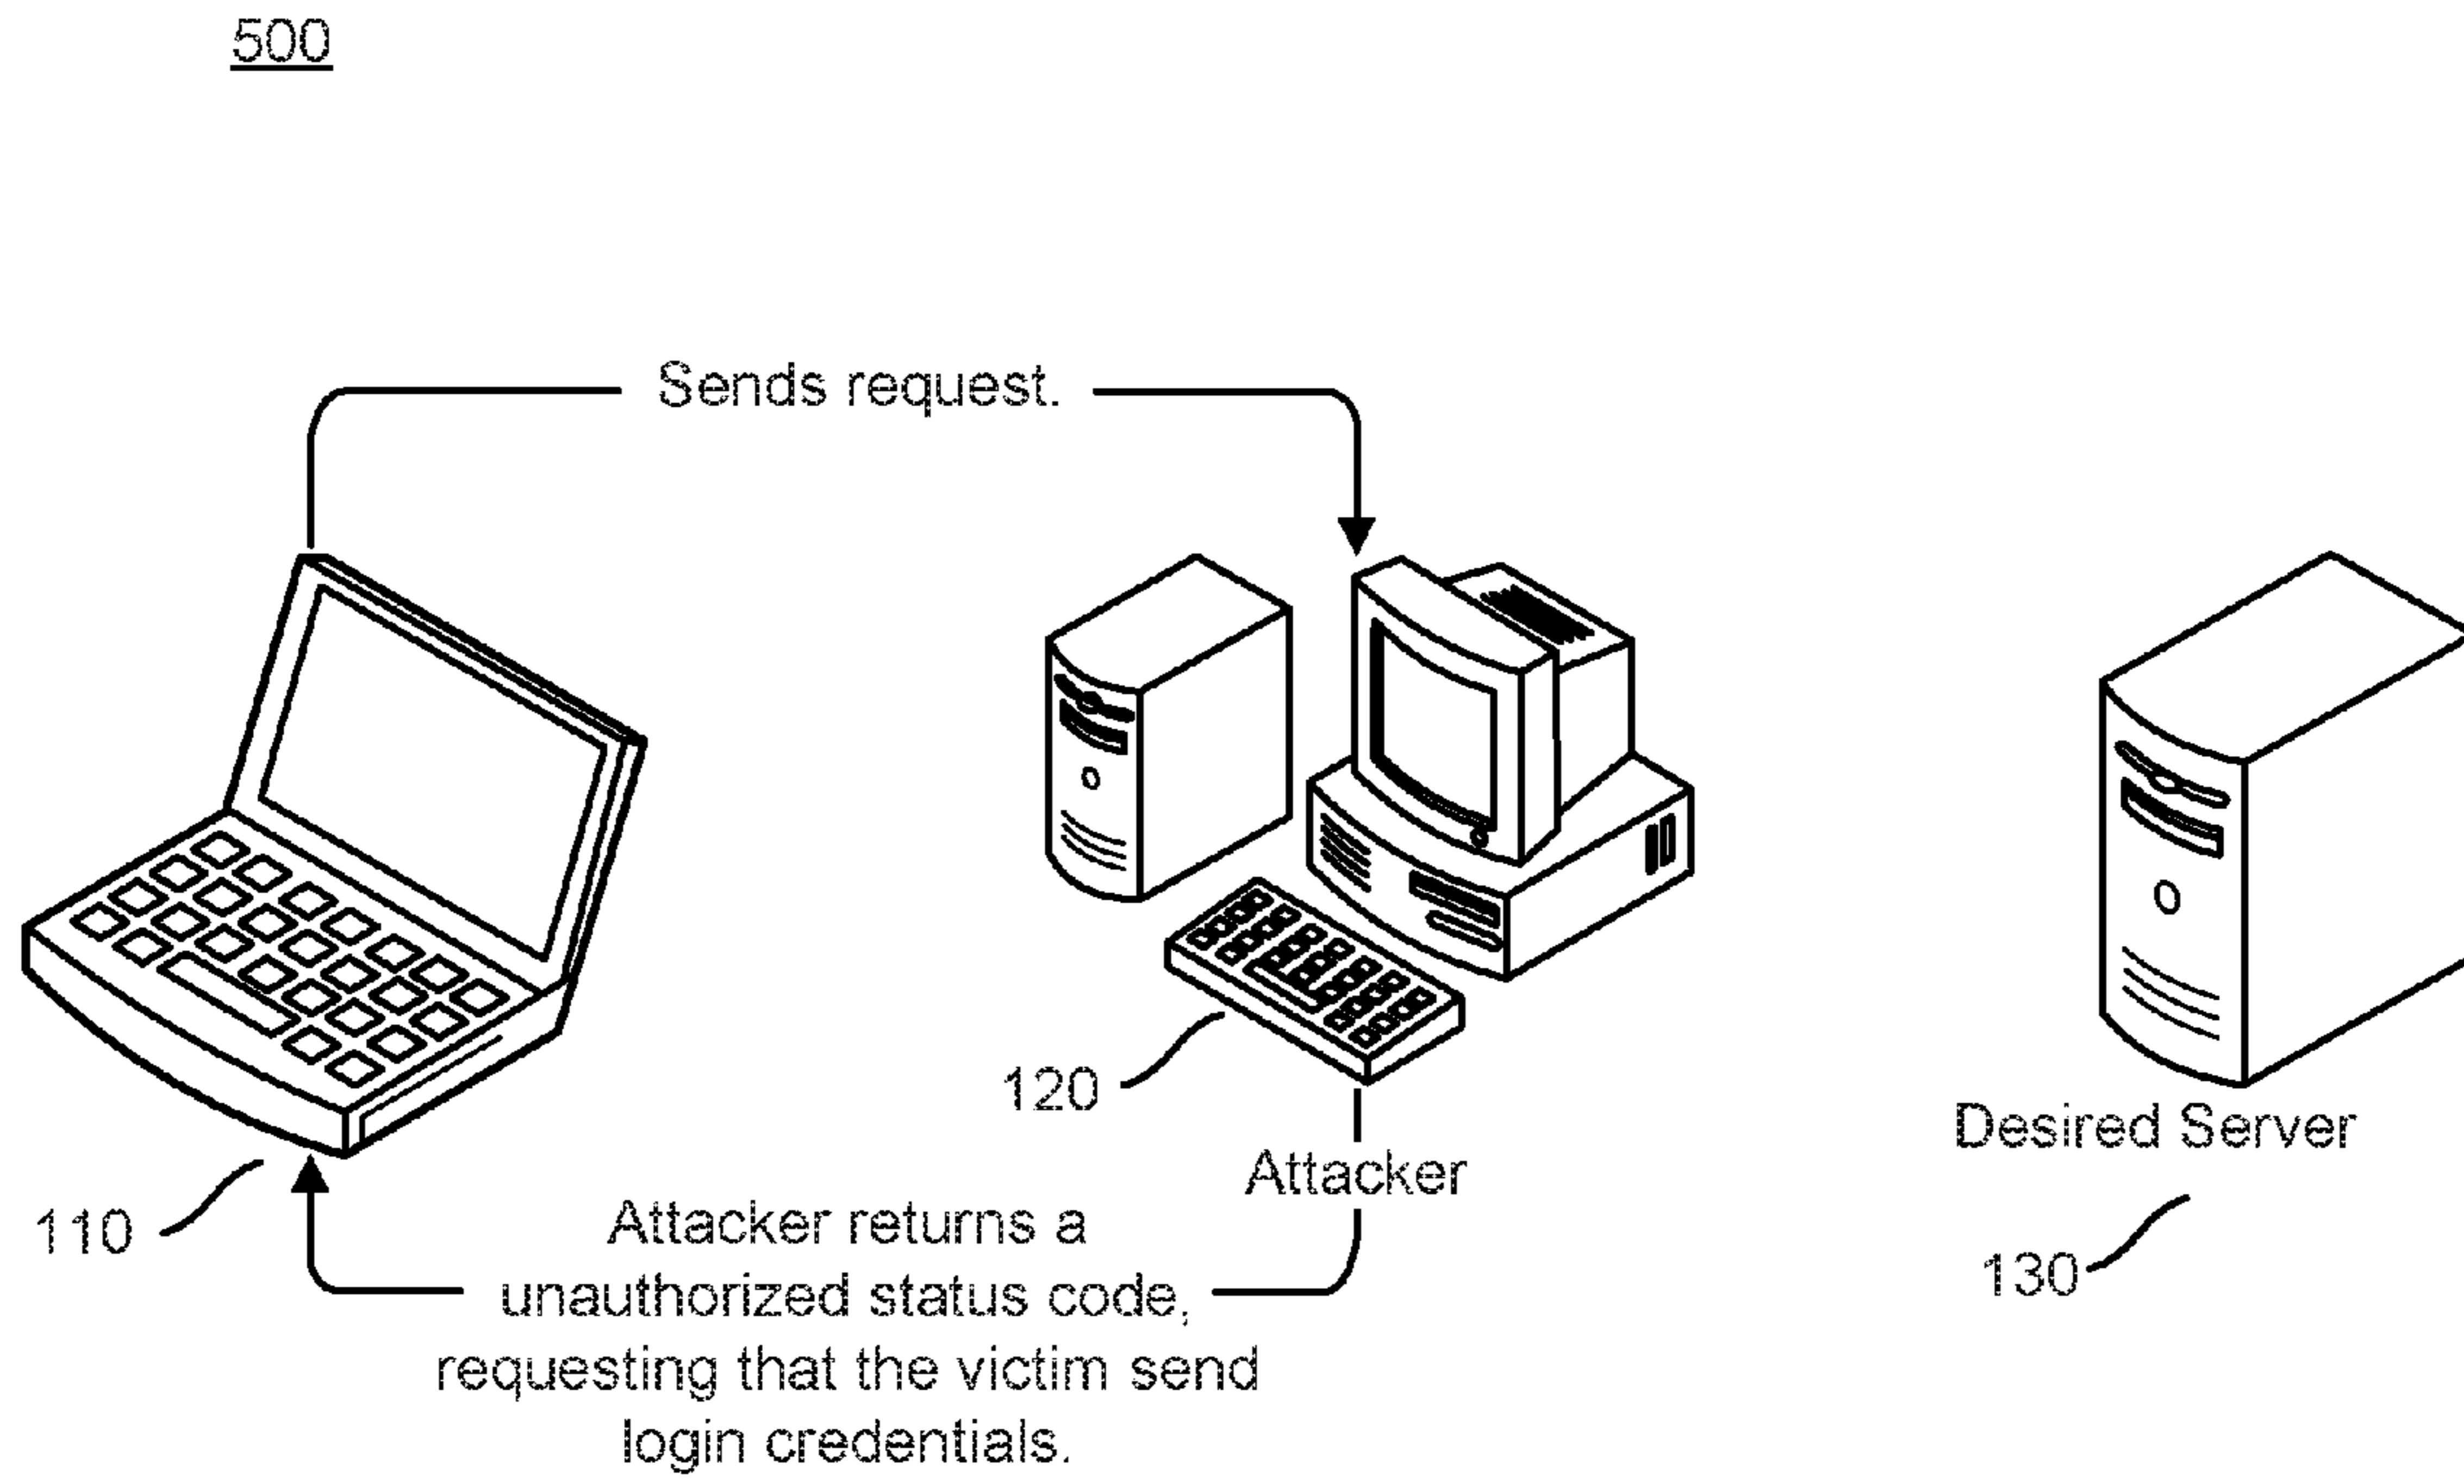 500
Sends request.
120
Attacker
Desired Server
110
130
Attacker returns a
unauthorized status code,
requesting that the victim send
login credentials.